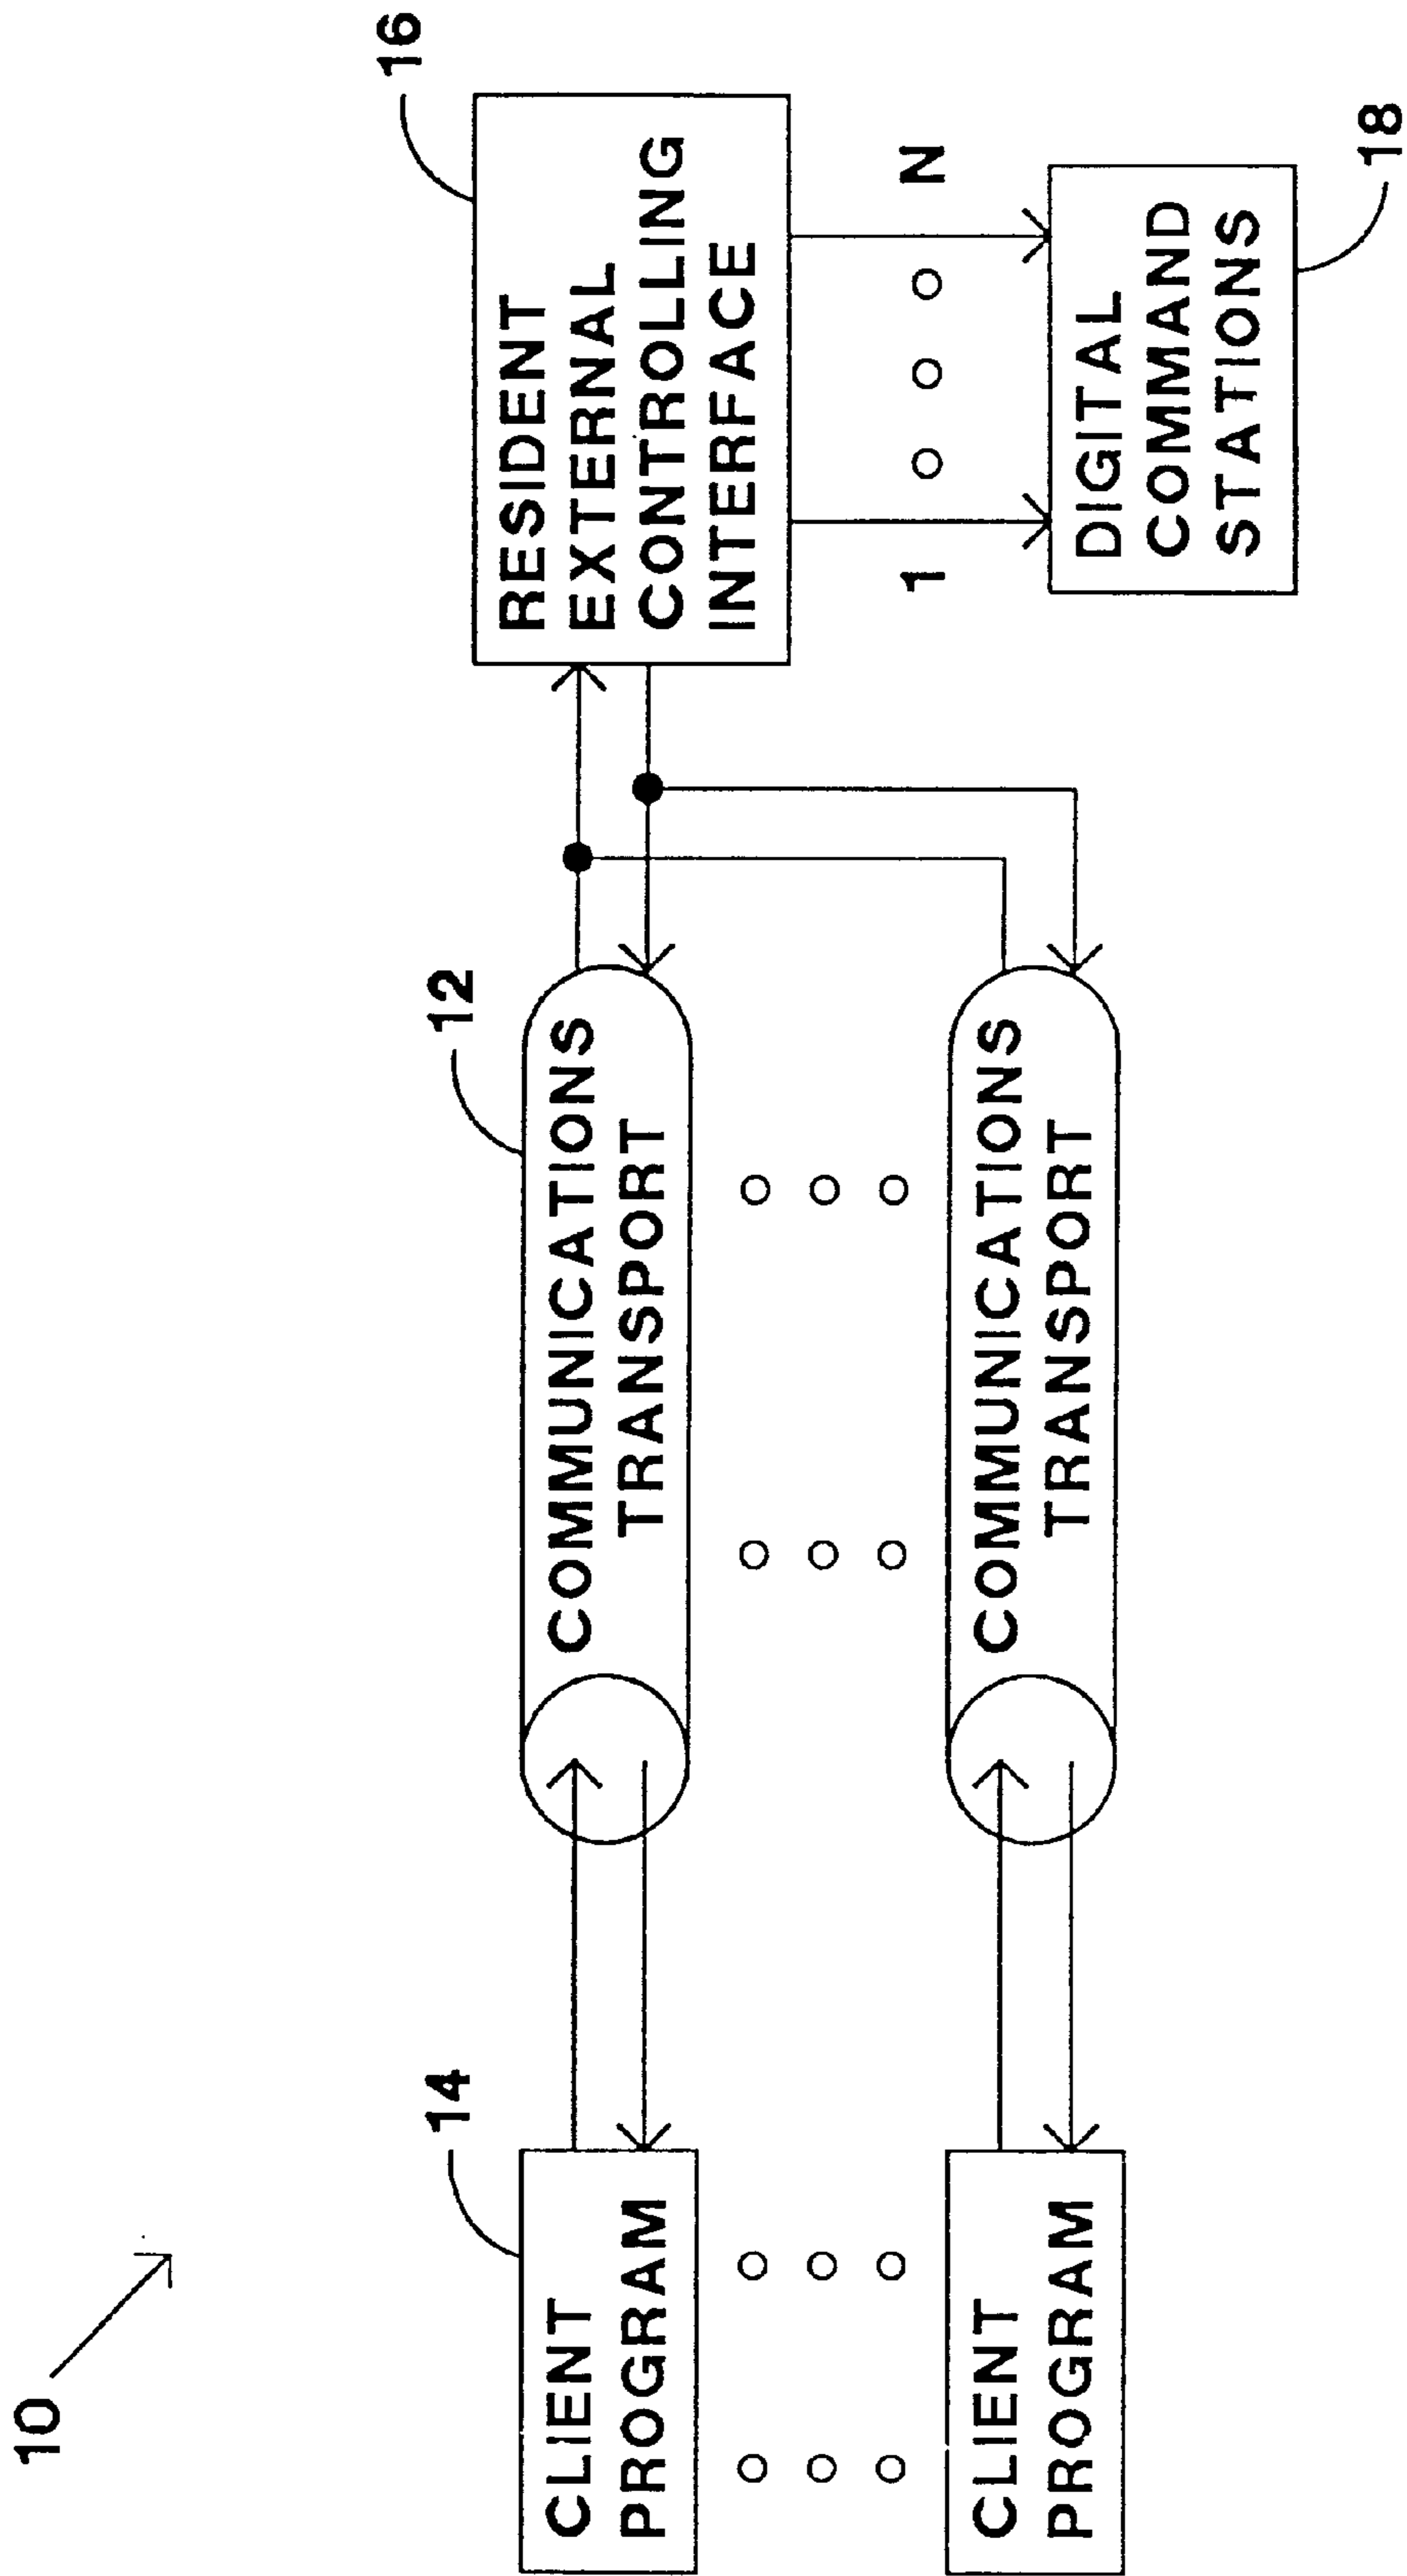 10
14
CLIENT
PROGRAM
12
COMMUNICATIONS
TRANSPORT
16
RESIDENT
EXTERNAL
CONTROLLING
INTERFACE
1
N
CLIENT
PROGRAM
COMMUNICATIONS
TRANSPORT
DIGITAL
COMMAND
STATIONS
18